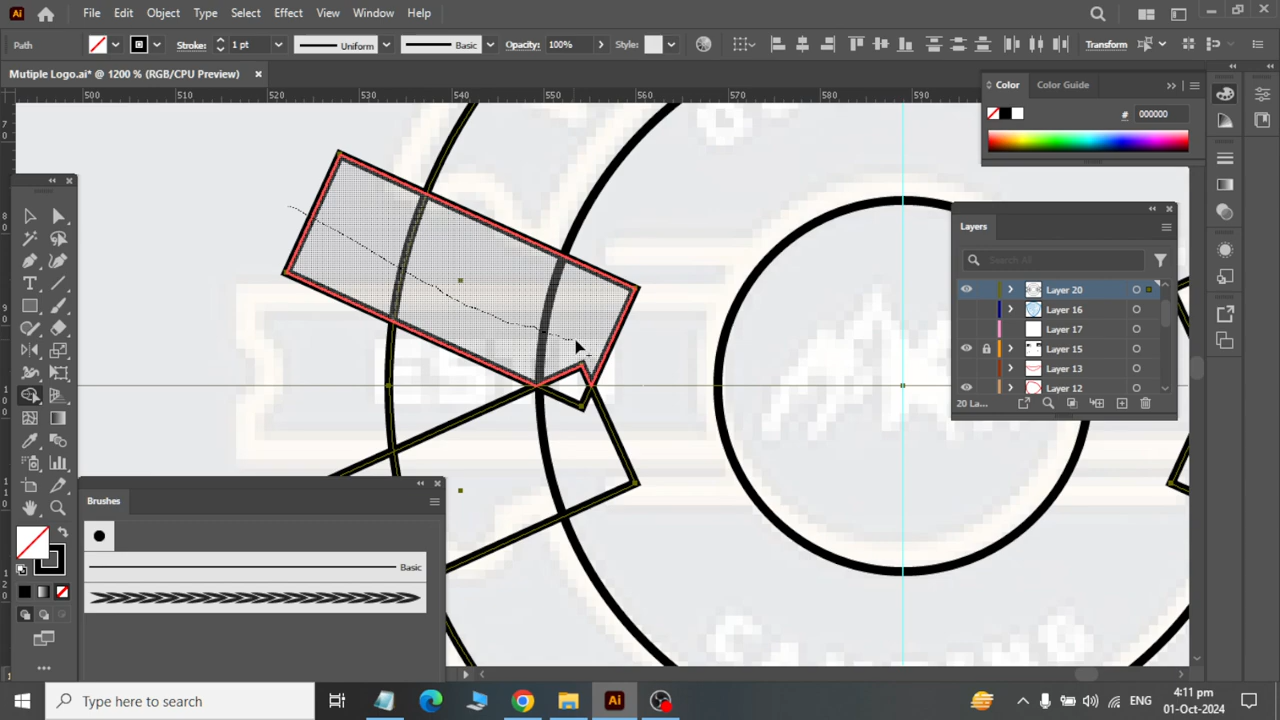 Ai File Edit Object Type Select Effect View Window Help
Path Stroke: 1 pt Uniform Basic Opacity: 100% Style: Transform
Mutiple Logo.ai* @ 1200 % (RGB/CPU Preview)
500 510 520 530 540 550 560 570 580 590
Color Color Guide
# 000000
Layers
Search All
Layer 20
Layer 16
Layer 17
Layer 15
Layer 13
Layer 12
20 La...
Brushes
Basic
Type here to search
Ai
ENG
4:11 pm
01-Oct-2024